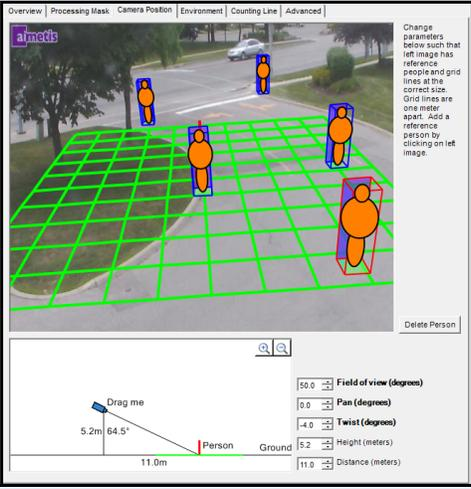 Overview
Processing Mask
Camera Position
Environment
Counting Line
Advanced
aimetis
Change
parameters
below such that
left image has
reference
people and grid
lines at the
correct size.
Grid lines are
one meter
apart. Add a
reference
person by
clicking on left
image.
Delete Person
Drag me
5.2m
64.5°
Person
Ground
11.0m
50.0 Field of view (degrees)
0.0 Pan (degrees)
-4.0 Twist (degrees)
5.2 Height (meters)
11.0 Distance (meters)